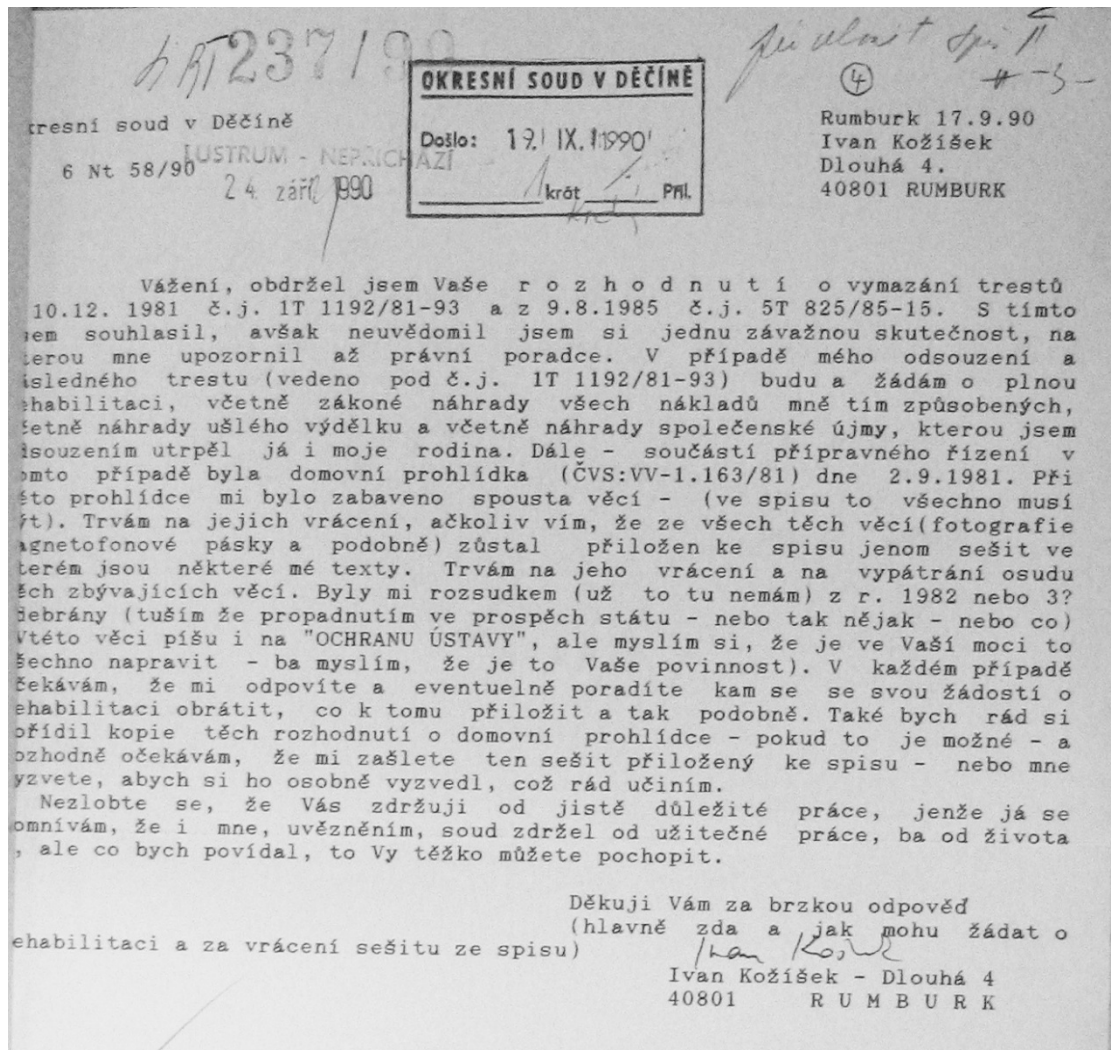 237/90
OKRESNÍ SOUD V DĚČÍNĚ
Došlo: 19. IX. 1990
krát Příl.
4
resní soud v Děčíně
6 Nt 58/90
LUSTRUM - NEPŘICHÁZÍ
24. září 1990
Rumburk 17.9.90
Ivan Kožíšek
Dlouhá 4.
40801 RUMBURK
Vážení, obdržel jsem Vaše r o z h o d n u t í o vymazání trestů
10.12. 1981 č.j. 1T 1192/81-93 a z 9.8.1985 č.j. 5T 825/85-15. S tímto
sem souhlasil, avšak neuvědomil jsem si jednu závažnou skutečnost, na
terou mne upozornil až právní poradce. V případě mého odsouzení a
ásledného trestu (vedeno pod č.j. 1T 1192/81-93) budu a žádám o plnou
ehabilitaci, včetně zákoné náhrady všech nákladů mně tím způsobených,
četně náhrady ušlého výdělku a včetně náhrady společenské újmy, kterou jsem
dsouzením utrpěl já i moje rodina. Dále - součástí přípravného řízení v
omto případě byla domovní prohlídka (ČVS:VV-1.163/81) dne 2.9.1981. Při
éto prohlídce mi bylo zabaveno spousta věcí - (ve spisu to všechno musí
ýt). Trvám na jejich vrácení, ačkoliv vím, že ze všech těch věcí(fotografie
agnetofonové pásky a podobně) zůstal přiložen ke spisu jenom sešit ve
terém jsou některé mé texty. Trvám na jeho vrácení a na vypátrání osudu
ěch zbývajících věcí. Byly mi rozsudkem (už to tu nemám) z r. 1982 nebo 3?
debrány (tuším že propadnutím ve prospěch státu - nebo tak nějak - nebo co)
Vtéto věci píšu i na "OCHRANU ÚSTAVY", ale myslím si, že je ve Vaší moci to
šechno napravit - ba myslím, že je to Vaše povinnost). V každém případě
čekávám, že mi odpovíte a eventuelně poradíte kam se se svou žádostí o
ehabilitaci obrátit, co k tomu přiložit a tak podobně. Také bych rád si
ořídil kopie těch rozhodnutí o domovní prohlídce - pokud to je možné - a
ozhodně očekávám, že mi zašlete ten sešit přiložený ke spisu - nebo mne
yzvete, abych si ho osobně vyzvedl, což rád učiním.
Nezlobte se, že Vás zdržuji od jistě důležité práce, jenže já se
omnívám, že i mne, uvězněním, soud zdržel od užitečné práce, ba od života
, ale co bych povídal, to Vy těžko můžete pochopit.
Děkuji Vám za brzkou odpověď
(hlavně zda a jak mohu žádat o
ehabilitaci a za vrácení sešitu ze spisu)
Ivan Kožíšek - Dlouhá 4
40801 R U M B U R K